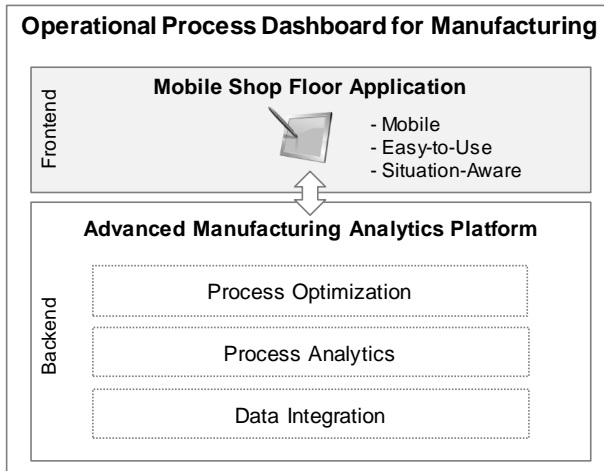 Operational Process Dashboard for Manufacturing
Frontend
Mobile Shop Floor Application
- Mobile
- Easy-to-Use
- Situation-Aware
Backend
Advanced Manufacturing Analytics Platform
Process Optimization
Process Analytics
Data Integration